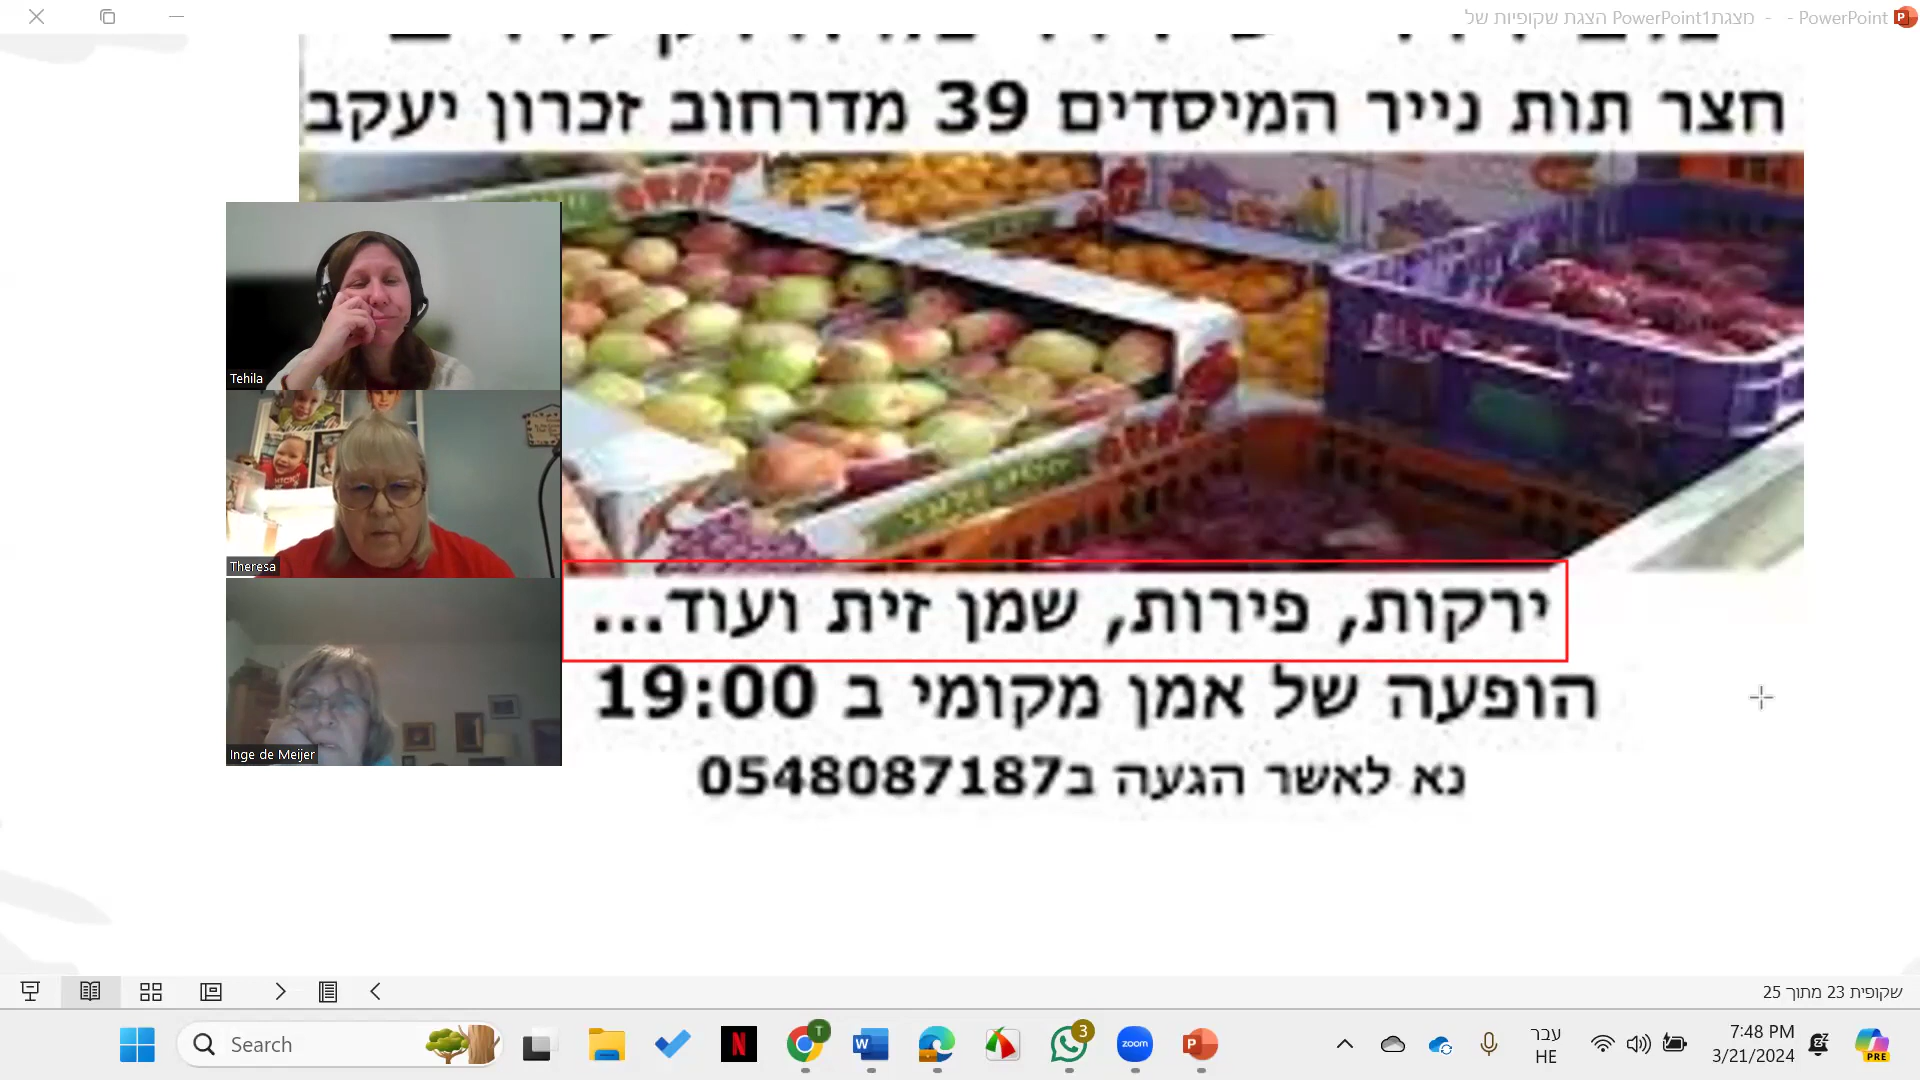 PowerPoint - - מצגת1PowerPoint הצגת שקופיות של
חצר תות נייר המיסדים 39 מדרחוב זכרון יעקב
Tehila
Theresa
Inge de Meijer
ירקות, פירות, שמן זית ועוד...
הופעה של אמן מקומי ב 19:00
נא לאשר הגעה ב0548087187
שקופית 23 מתוך 25
Search
T
3
zoom
עבר
HE
7:48 PM
3/21/2024
PRE